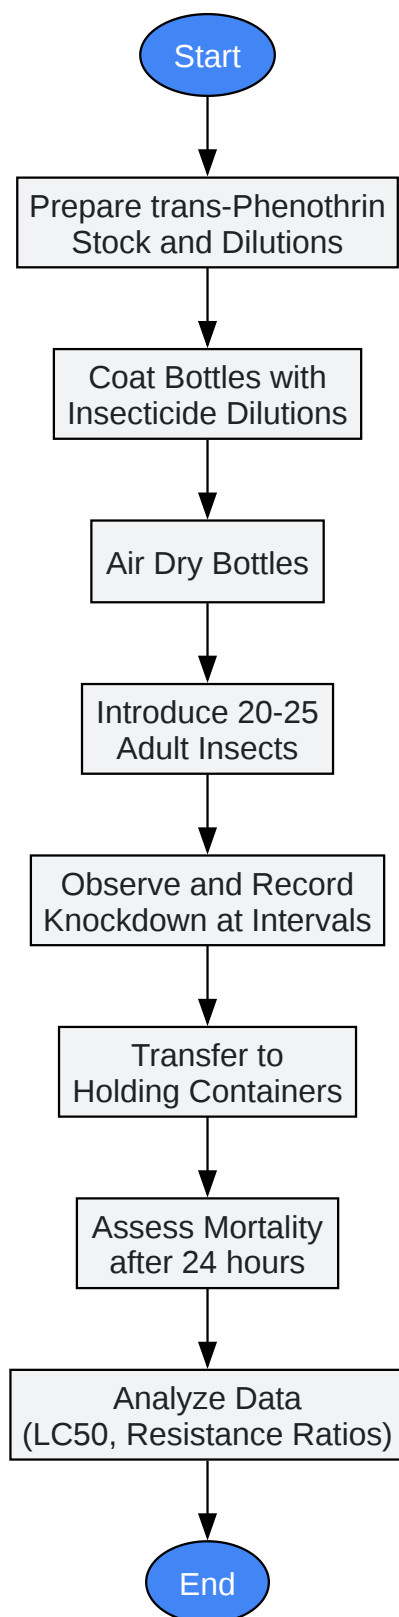 Start
Prepare trans-Phenothrin
Stock and Dilutions
Coat Bottles with
Insecticide Dilutions
Air Dry Bottles
Introduce 20-25
Adult Insects
Observe and Record
Knockdown at Intervals
Transfer to
Holding Containers
Assess Mortality
after 24 hours
Analyze Data
(LC50, Resistance Ratios)
End